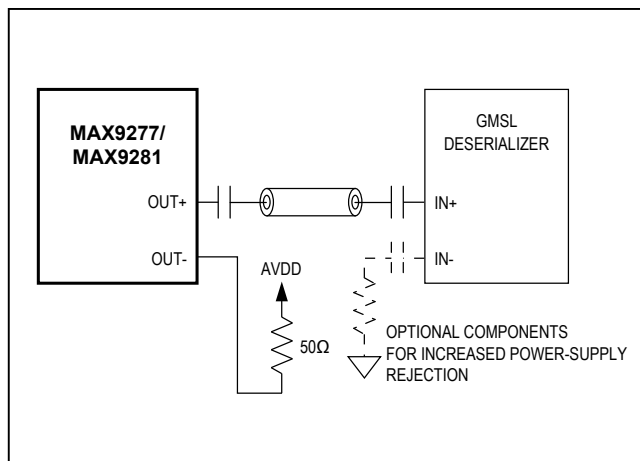 MAX9277/
MAX9281
OUT+
OUT-
AVDD
50Ω
GMSL
DESERIALIZER
IN+
IN-
OPTIONAL COMPONENTS
FOR INCREASED POWER-SUPPLY
REJECTION